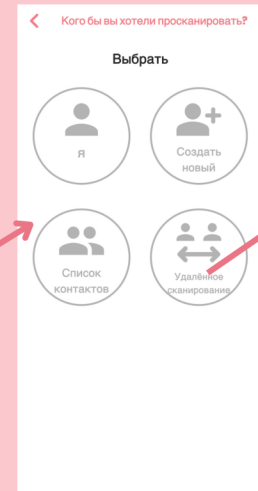 Кого бы вы хотели просканировать?
Выбрать
Я
Создать
новый
Список
контактов
Удалённое
сканирование